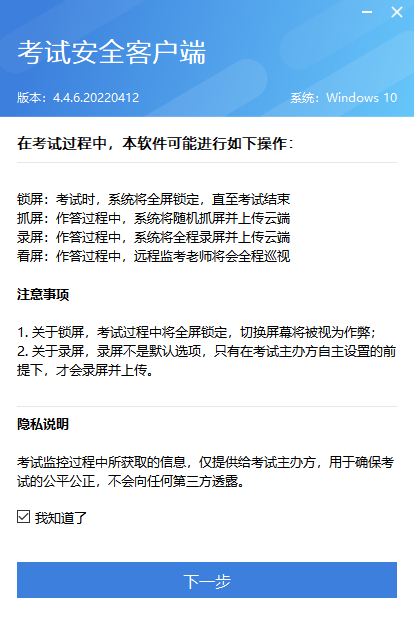 考试安全客户端
版本：4.4.6.20220412 系统：Windows 10
在考试过程中，本软件可能进行如下操作：
锁屏：考试时，系统将全屏锁定，直至考试结束
抓屏：作答过程中，系统将随机抓屏并上传云端
录屏：作答过程中，系统将全程录屏并上传云端
看屏：作答过程中，远程监考老师将会全程巡视
注意事项
1. 关于锁屏，考试过程中将全屏锁定，切换屏幕将被视为作弊；
2. 关于录屏，录屏不是默认选项，只有在考试主办方自主设置的前
提下，才会录屏并上传。
隐私说明
考试监控过程中所获取的信息，仅提供给考试主办方，用于确保考
试的公平公正，不会向任何第三方透露。
我知道了
下一步